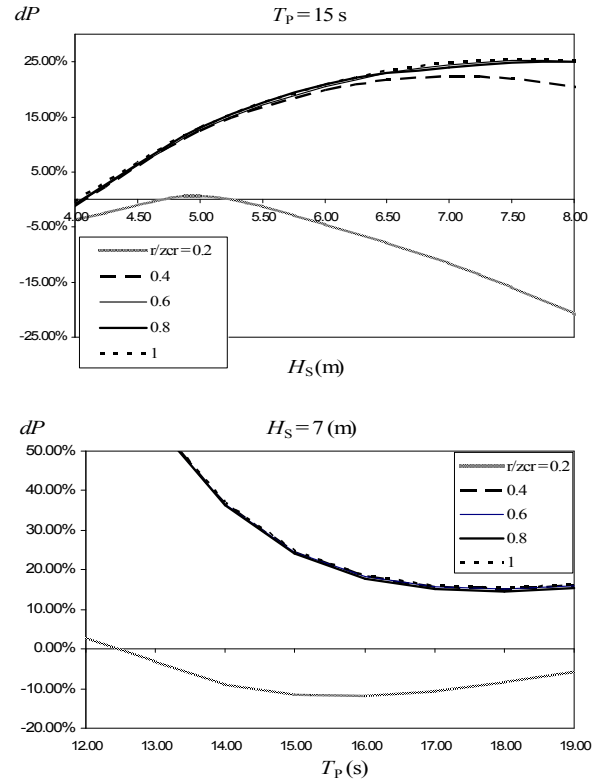 dP
T_P = 15 s
25.00%
15.00%
5.00%
-5.00%
-15.00%
-25.00%
4.00 4.50 5.00 5.50 6.00 6.50 7.00 7.50 8.00
r/zcr=0.2
0.4
0.6
0.8
1
H_S(m)
dP
H_S = 7 (m)
50.00%
40.00%
30.00%
20.00%
10.00%
0.00%
-10.00%
-20.00%
r/zcr=0.2
0.4
0.6
0.8
1
12.00 13.00 14.00 15.00 16.00 17.00 18.00 19.00
T_P(s)